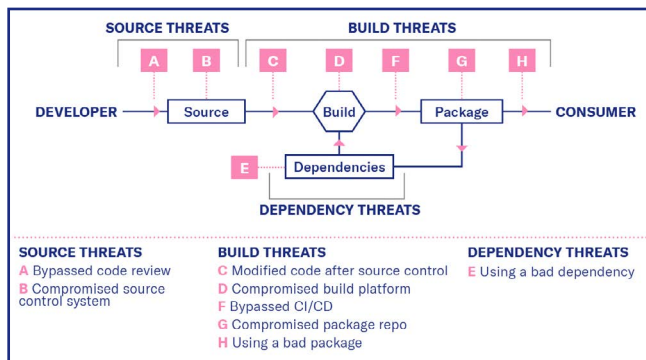 SOURCE THREATS
BUILD THREATS
A
B
C
D
F
G
H
DEVELOPER
Source
Build
Package
CONSUMER
E
Dependencies
DEPENDENCY THREATS
SOURCE THREATS
A Bypassed code review
B Compromised source
control system
BUILD THREATS
C Modified code after source control
D Compromised build platform
F Bypassed CI/CD
G Compromised package repo
H Using a bad package
DEPENDENCY THREATS
E Using a bad dependency